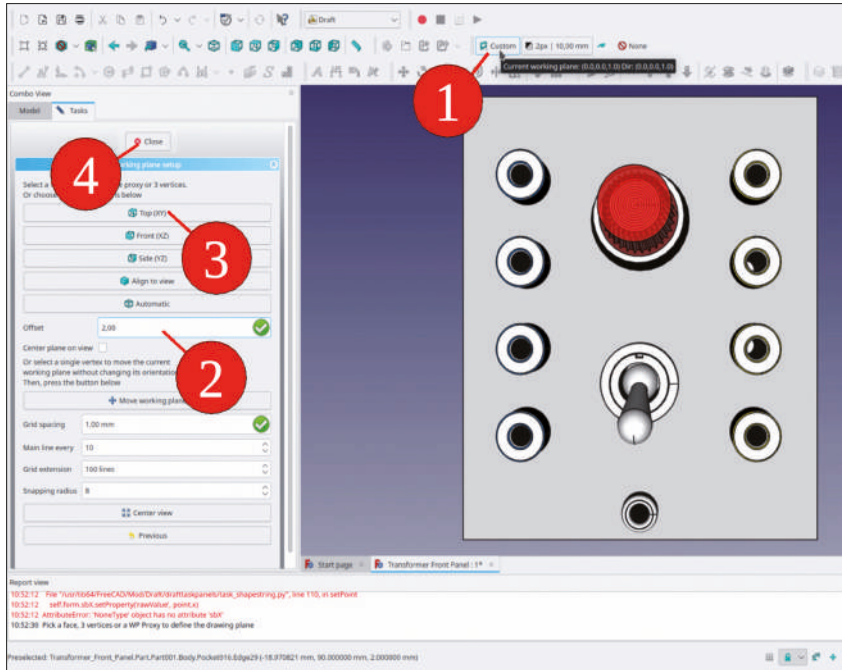 Draft
Custom
2px | 10,00 mm
None
Current working plane: (0.0,0.0,1.0) Dir: (0.0,0.0,1.0)
1
Combo View
Model
Tasks
Close
4
rking plane setup
Select a
e proxy or 3 vertices.
Or choose
s below
Top (XY)
3
Front (XZ)
Side (YZ)
Align to view
Automatic
Offset
2,00
Center plane on view
2
Or select a single vertex to move the current
working plane without changing its orientation
Then, press the button below
Move working plane
Grid spacing
1,00 mm
Main line every
10
Grid extension
100 lines
Snapping radius
8
Center view
Previous
Start page
Transformer Front Panel : 1*
Report view
10:52:12 File "/usr/lib64/FreeCAD/Mod/Draft/drafttaskpanels/task_shapestring.py", line 110, in setPoint
10:52:12 self.form.sbX.setProperty('rawValue', point.x)
10:52:12 AttributeError: 'NoneType' object has no attribute 'sbX'
10:52:30 Pick a face, 3 vertices or a WP Proxy to define the drawing plane
Preselected: Transformer_Front_Panel.Part.Part001.Body.Pocket016.Edge29 (-18.970821 mm, 90.000000 mm, 2.000000 mm)